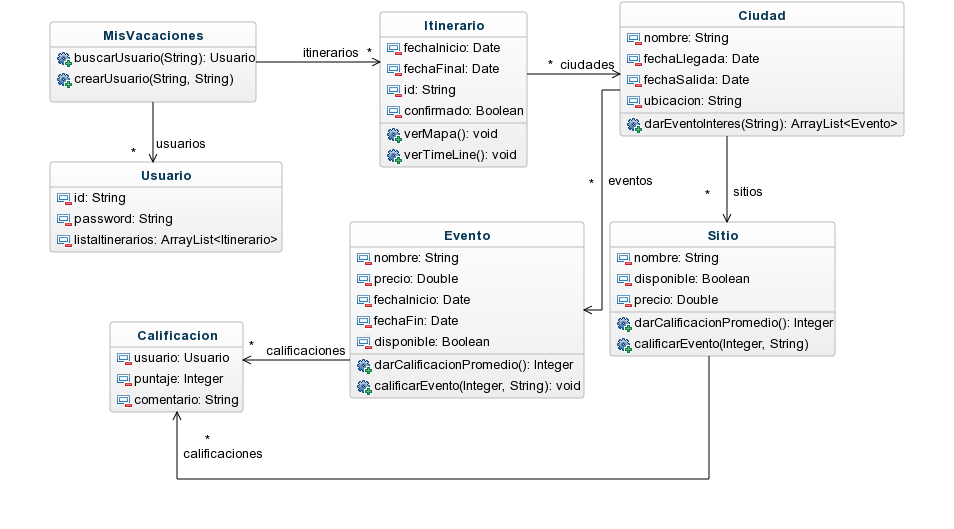 MisVacaciones
buscarUsuario(String): Usuario
crearUsuario(String, String)
itinerarios *
Itinerario
fechaInicio: Date
fechaFinal: Date
id: String
confirmado: Boolean
verMapa(): void
verTimeLine(): void
* ciudades
Ciudad
nombre: String
fechaLlegada: Date
fechaSalida: Date
ubicacion: String
darEventoInteres(String): ArrayList<Evento>
* usuarios
Usuario
id: String
password: String
listaItinerarios: ArrayList<Itinerario>
* eventos
* sitios
Evento
nombre: String
precio: Double
fechaInicio: Date
fechaFin: Date
disponible: Boolean
darCalificacionPromedio(): Integer
calificarEvento(Integer, String): void
Sitio
nombre: String
disponible: Boolean
precio: Double
darCalificacionPromedio(): Integer
calificarEvento(Integer, String)
* calificaciones
Calificacion
usuario: Usuario
puntaje: Integer
comentario: String
*
calificaciones